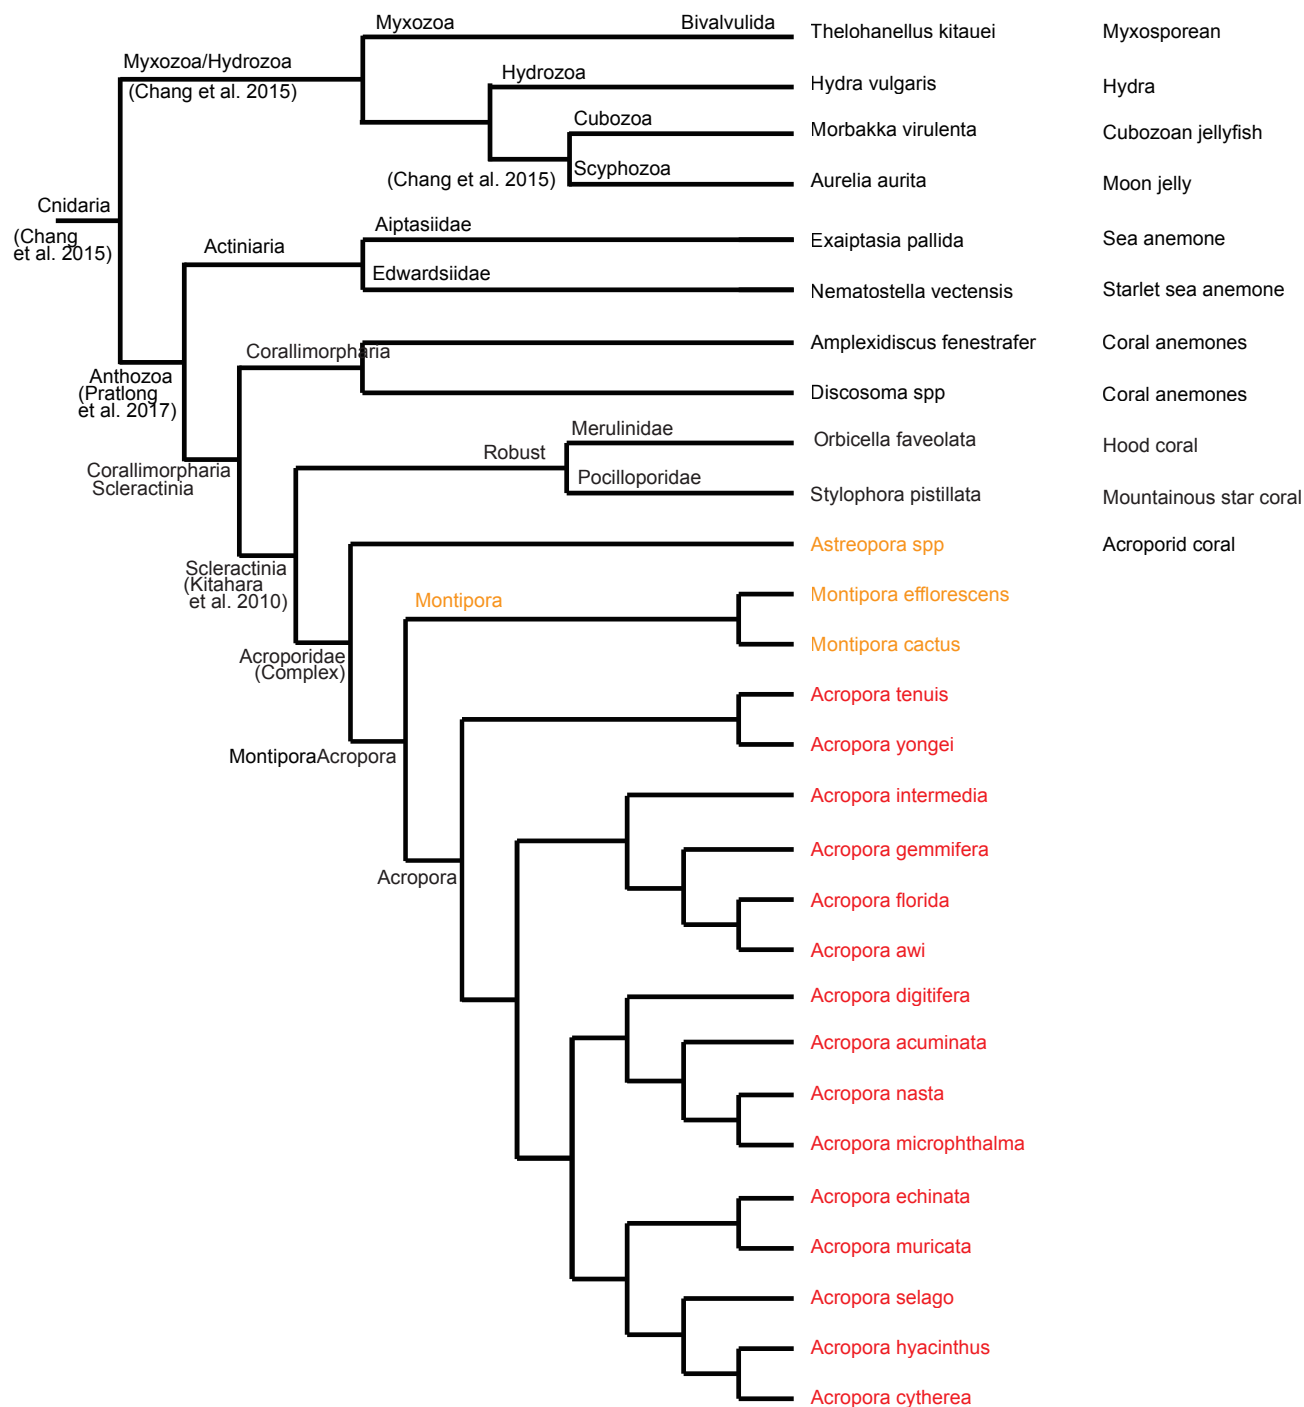 Myxozoa Bivalvulida Thelohanellus kitauei Myxosporean
Myxozoa/Hydrozoa
(Chang et al. 2015)
Hydrozoa Hydra vulgaris Hydra
Cubozoa Morbakka virulenta Cubozoan jellyfish
(Chang et al. 2015) Scyphozoa Aurelia aurita Moon jelly
Cnidaria
(Chang
et al. 2015)
Actiniaria
Aiptasiidae Exaiptasia pallida Sea anemone
Edwardsiidae Nematostella vectensis Starlet sea anemone
Corallimorpharia Amplexidiscus fenestrafer Coral anemones
Anthozoa
(Pratlong
et al. 2017)
Discosoma spp Coral anemones
Merulinidae Orbicella faveolata Hood coral
Robust
Corallimorpharia
Scleractinia
Pocilloporidae Stylophora pistillata Mountainous star coral
Astreopora spp Acroporid coral
Scleractinia
(Kitahara
et al. 2010)
Montipora Montipora efflorescens
Montipora cactus
Acroporidae
(Complex)
Acropora tenuis
Acropora yongei
MontiporaAcropora
Acropora intermedia
Acropora gemmifera
Acropora
Acropora florida
Acropora awi
Acropora digitifera
Acropora acuminata
Acropora nasta
Acropora microphthalma
Acropora echinata
Acropora muricata
Acropora selago
Acropora hyacinthus
Acropora cytherea